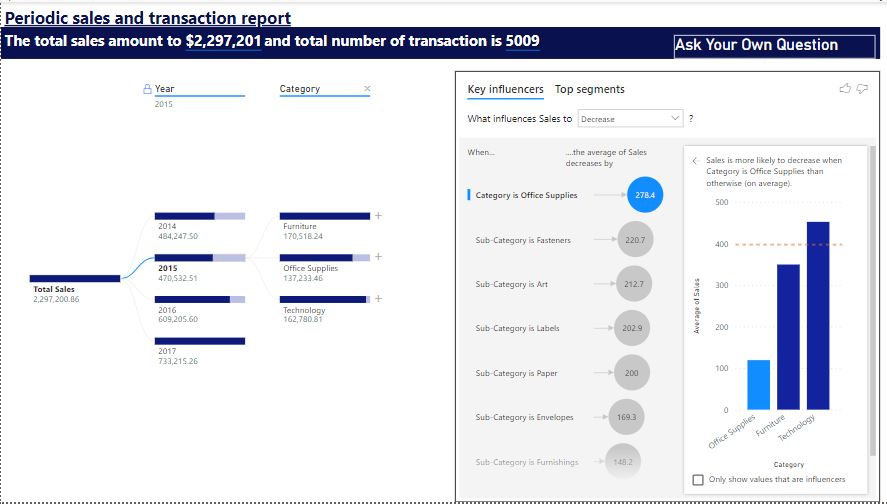 Periodic sales and transaction report
The total sales amount to $2,297,201 and total number of transaction is 5009
Ask Your Own Question
Year
2015
Category
2014
484,247.50
2015
470,532.51
2016
609,205.60
2017
733,215.26
Total Sales
2,297,200.86
Furniture
170,518.24
Office Supplies
137,233.46
Technology
162,780.81
Key influencers
Top segments
What influences Sales to
Decrease
?
When...
....the average of Sales
decreases by
Category is Office Supplies
278.4
Sub-Category is Fasteners
220.7
Sub-Category is Art
212.7
Sub-Category is Labels
202.9
Sub-Category is Paper
200
Sub-Category is Envelopes
169.3
Sub-Category is Furnishings
148.2
Sales is more likely to decrease when
Category is Office Supplies than
otherwise (on average).
500
400
300
200
100
0
Average of Sales
Office Supplies
Furniture
Technology
Category
Only show values that are influencers